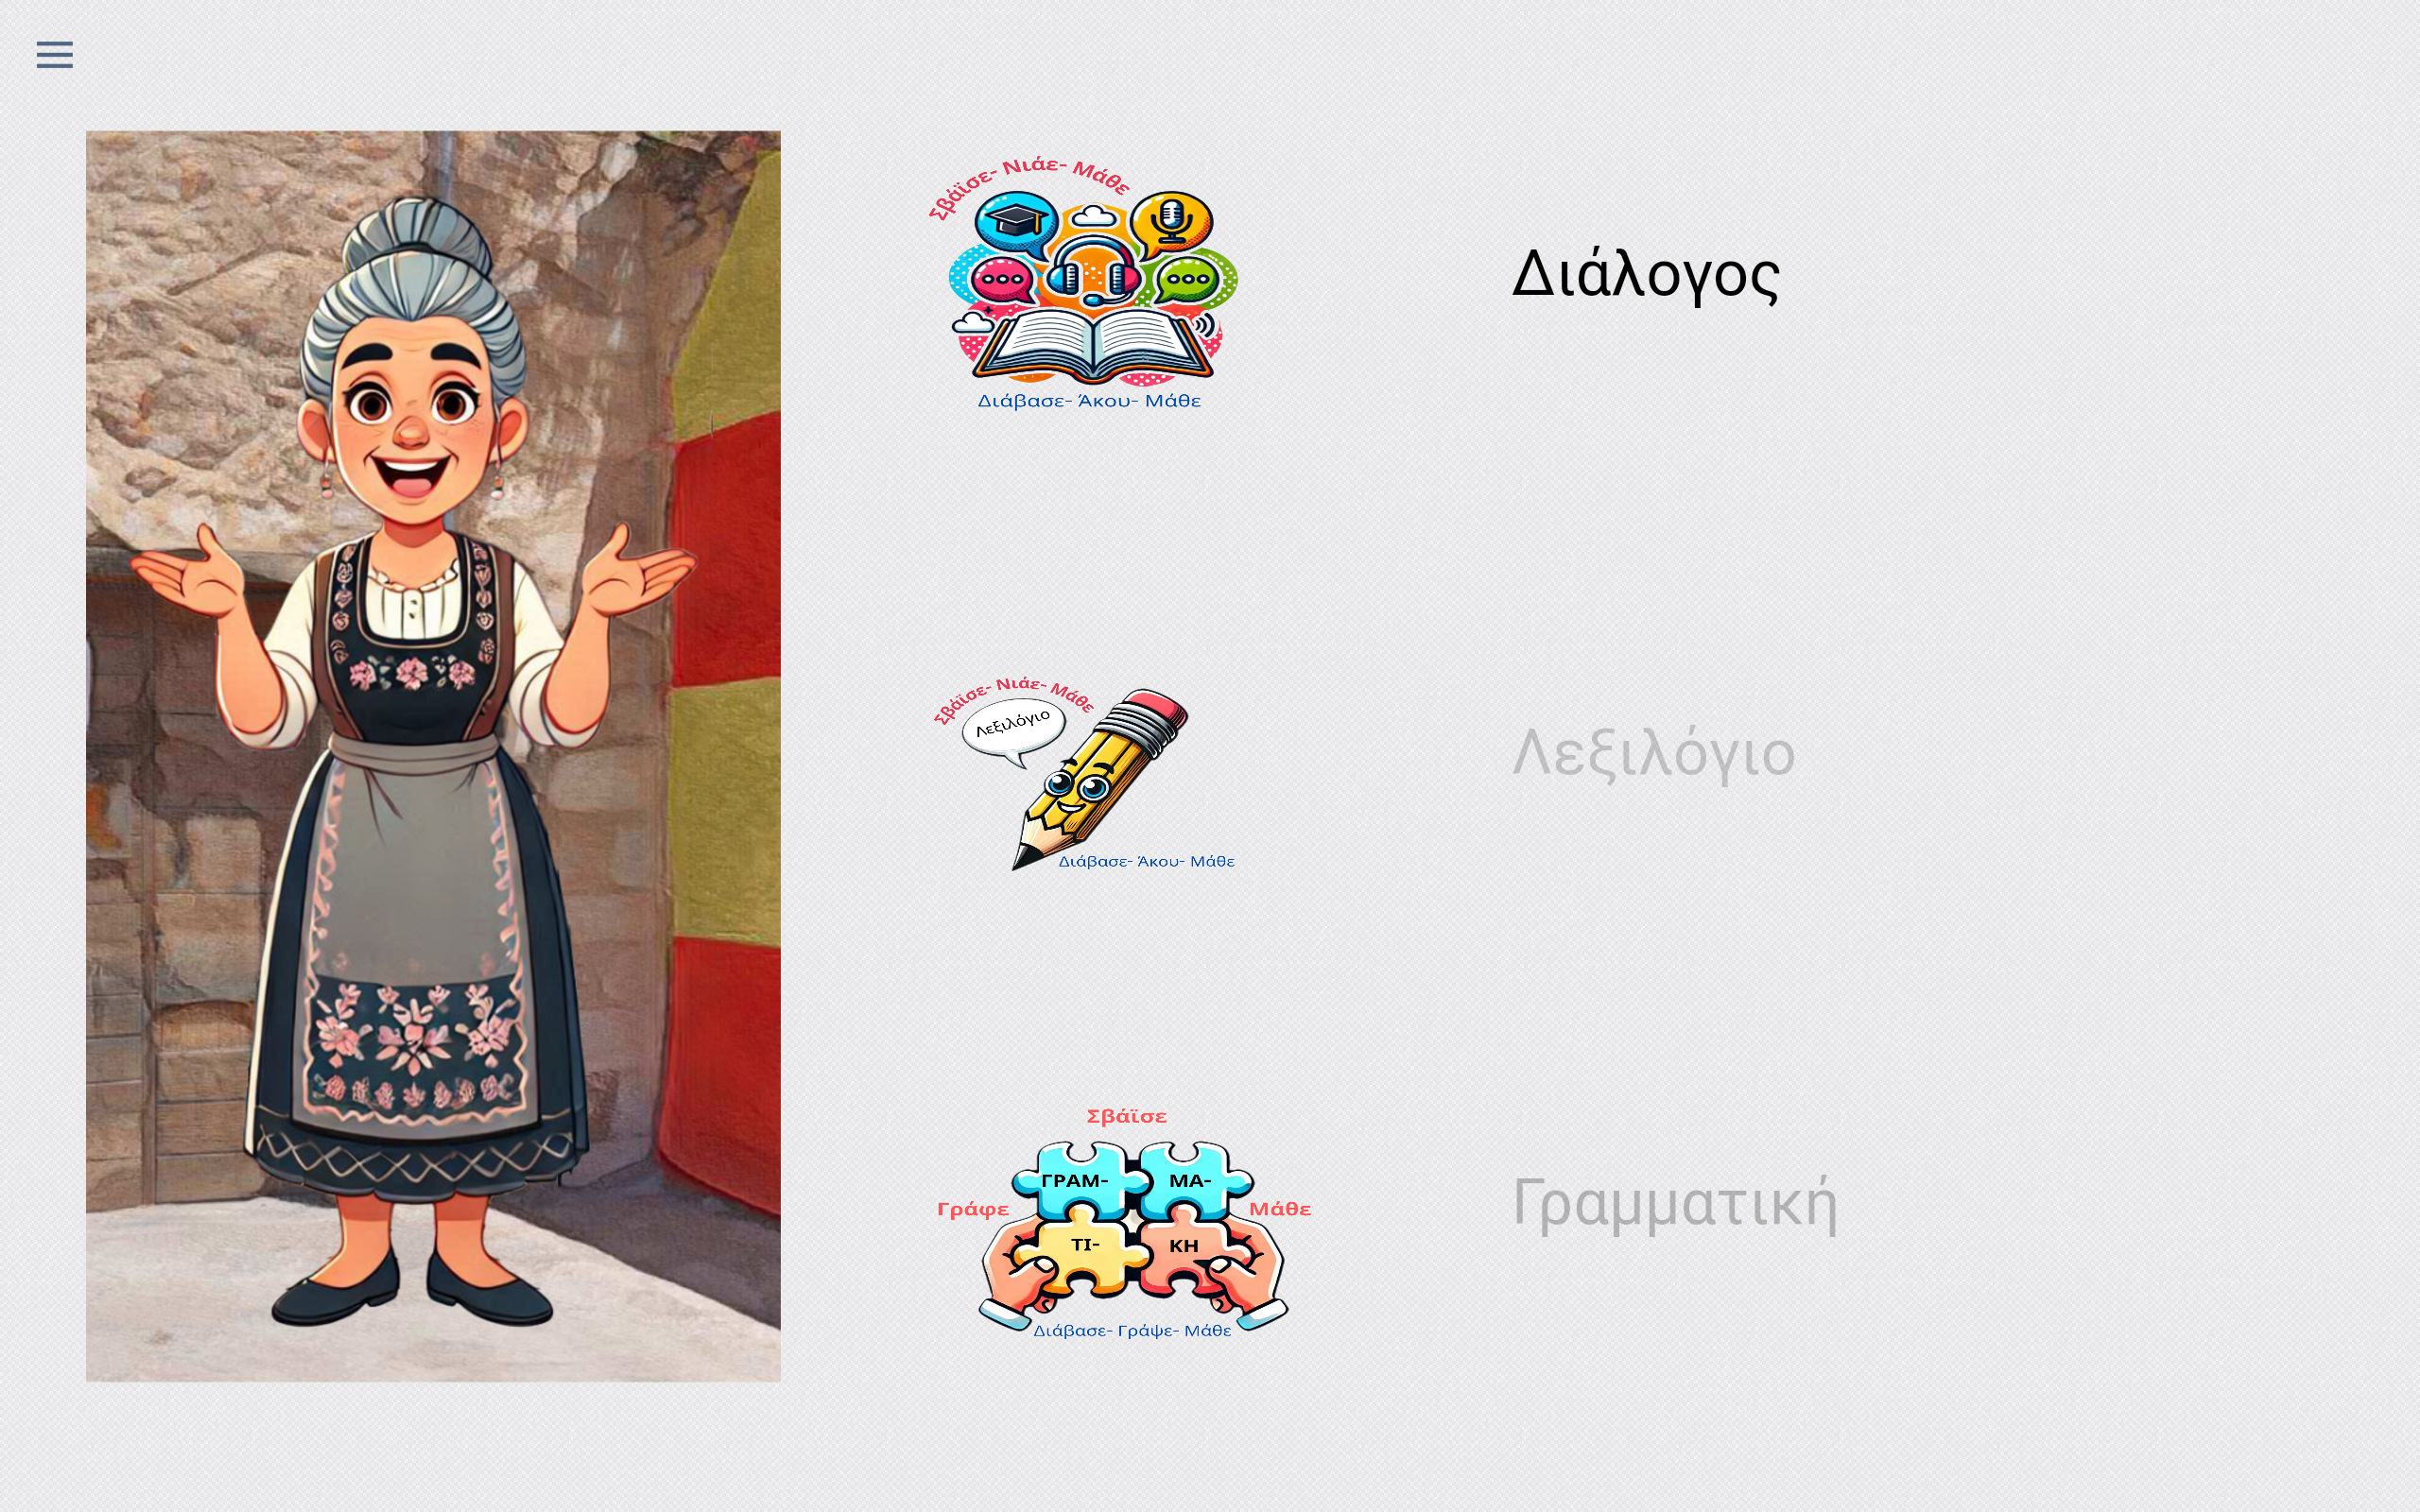 Σβάϊσε- Νιάε- Μάθε
Διάβασε- Άκου- Μάθε
Διάλογος
Σβάϊσε- Νιάε- Μάθε
Λεξιλόγιο
Διάβασε- Άκου- Μάθε
Λεξιλόγιο
Σβάϊσε
ΓΡΑΜ- ΜΑ-
Γράφε Μάθε
ΤΙ- ΚΗ
Διάβασε- Γράψε- Μάθε
Γραμματική